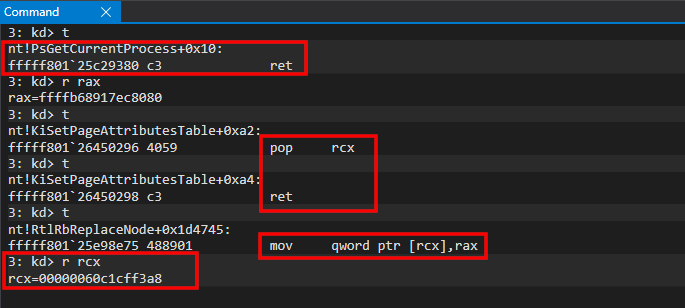 Command X
3: kd> t
nt!PsGetCurrentProcess+0x10:
fffff801`25c29380 c3 ret
3: kd> r rax
rax=ffffb68917ec8080
3: kd> t
nt!KiSetPageAttributesTable+0xa2:
fffff801`26450296 4059 pop rcx
3: kd> t
nt!KiSetPageAttributesTable+0xa4:
fffff801`26450298 c3 ret
3: kd> t
nt!RtlRbReplaceNode+0x1d4745:
fffff801`25e98e75 488901 mov qword ptr [rcx],rax
3: kd> r rcx
rcx=00000060c1cff3a8